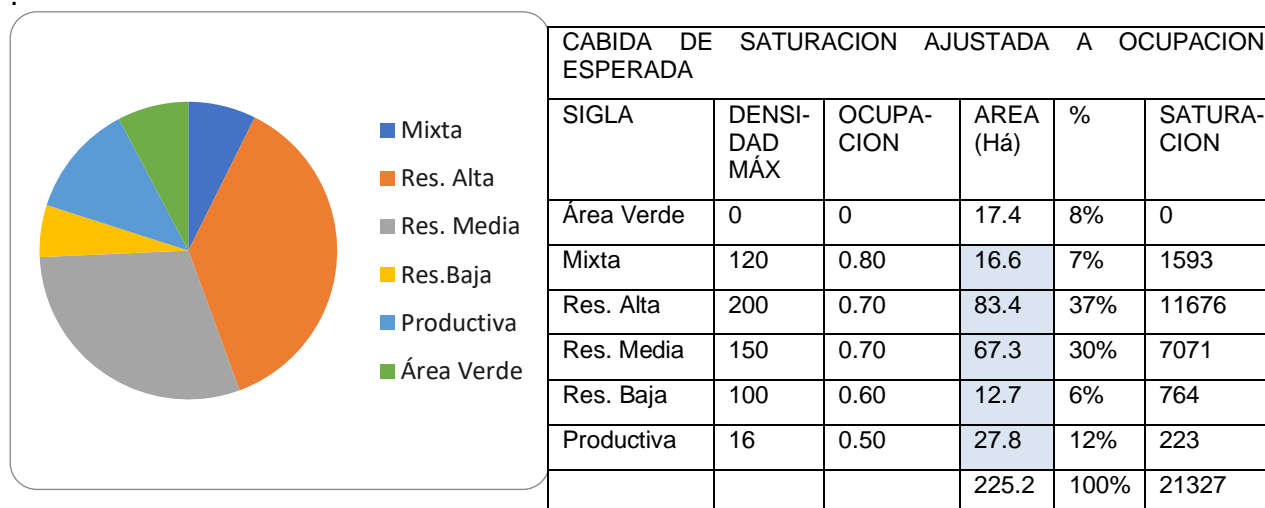 .
Mixta
Res. Alta
Res. Media
Res.Baja
Productiva
Área Verde
CABIDA DE SATURACION AJUSTADA A OCUPACION
ESPERADA
SIGLA DENSI-DAD MÁX OCUPA-CION AREA (Há) % SATURA-CION
Área Verde 0 0 17.4 8% 0
Mixta 120 0.80 16.6 7% 1593
Res. Alta 200 0.70 83.4 37% 11676
Res. Media 150 0.70 67.3 30% 7071
Res. Baja 100 0.60 12.7 6% 764
Productiva 16 0.50 27.8 12% 223
225.2 100% 21327